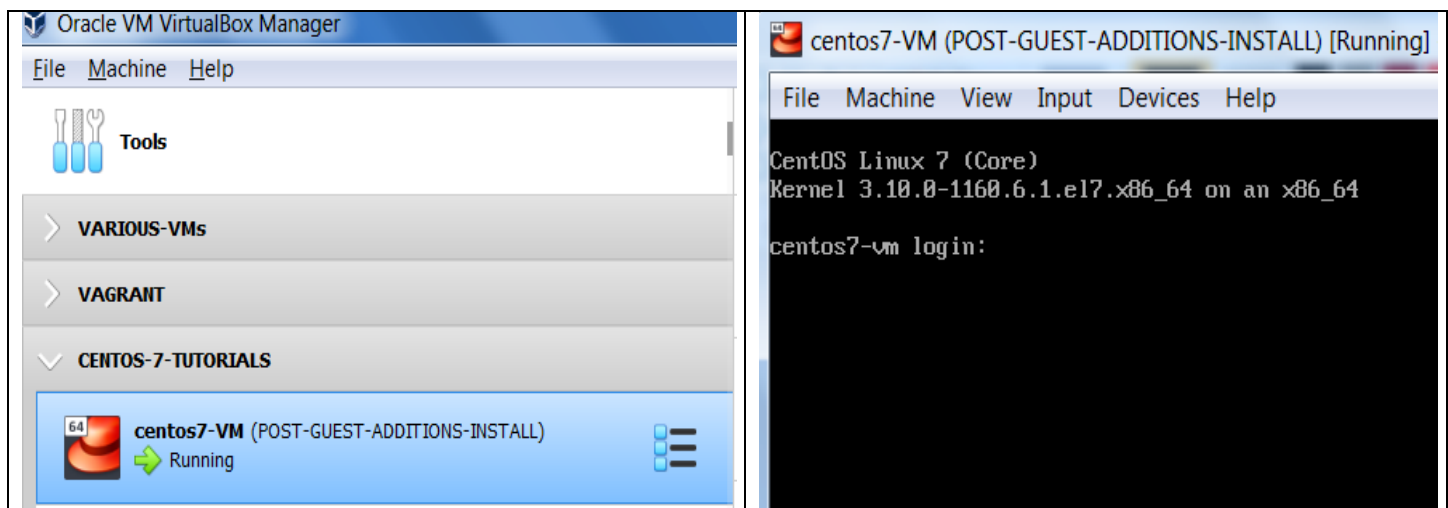 Oracle VM VirtualBox Manager
File Machine Help
Tools
VARIOUS-VMs
VAGRANT
CENTOS-7-TUTORIALS
64
centos7-VM (POST-GUEST-ADDITIONS-INSTALL)
Running
64
centos7-VM (POST-GUEST-ADDITIONS-INSTALL) [Running]
File Machine View Input Devices Help
CentOS Linux 7 (Core)
Kernel 3.10.0-1160.6.1.el7.x86_64 on an x86_64
centos7-vm login: